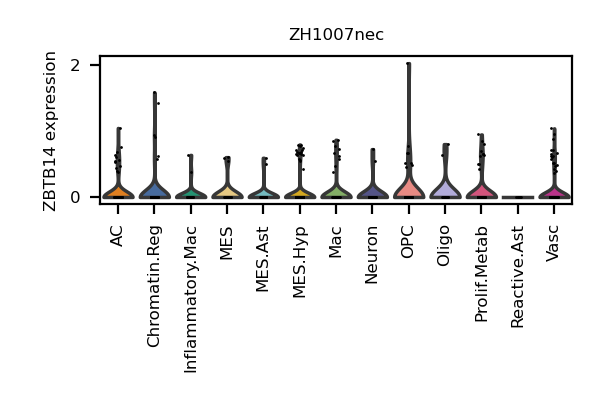 ZH1007nec
ZBTB14 expression
2
0
AC
Chromatin.Reg
Inflammatory.Mac
MES
MES.Ast
MES.Hyp
Mac
Neuron
OPC
Oligo
Prolif.Metab
Reactive.Ast
Vasc